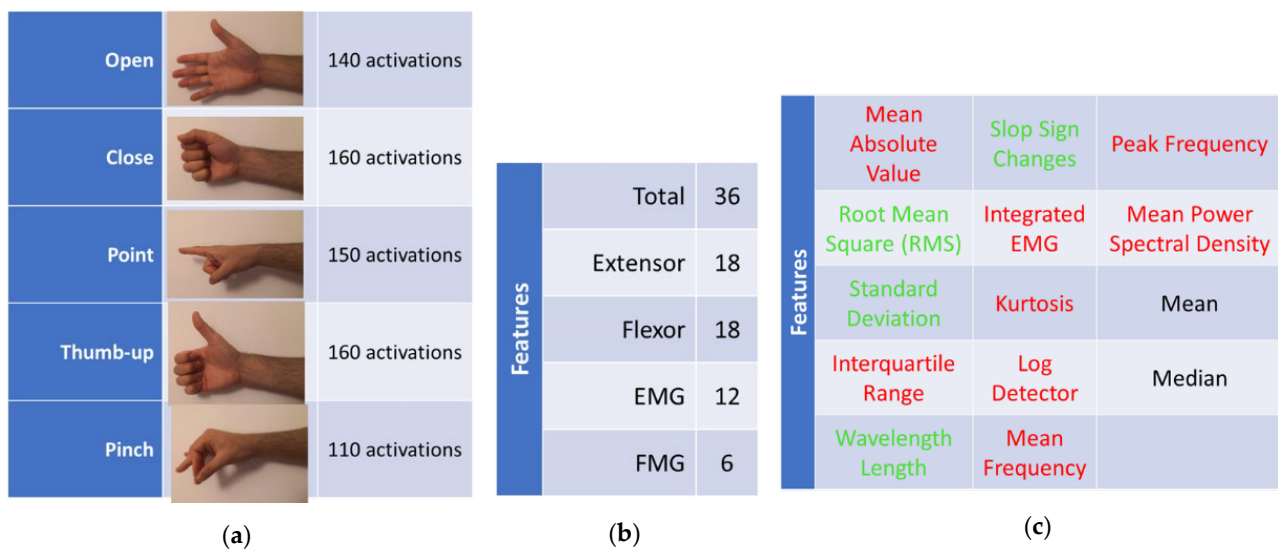 Open
140 activations
Close
160 activations
Point
150 activations
Thumb-up
160 activations
Pinch
110 activations
(a)
Features
Total 36
Extensor 18
Flexor 18
EMG 12
FMG 6
(b)
Features
Mean
Absolute
Value
Slop Sign
Changes
Peak Frequency
Root Mean
Square (RMS)
Integrated
EMG
Mean Power
Spectral Density
Standard
Deviation
Kurtosis
Mean
Interquartile
Range
Log
Detector
Median
Wavelength
Length
Mean
Frequency
(c)